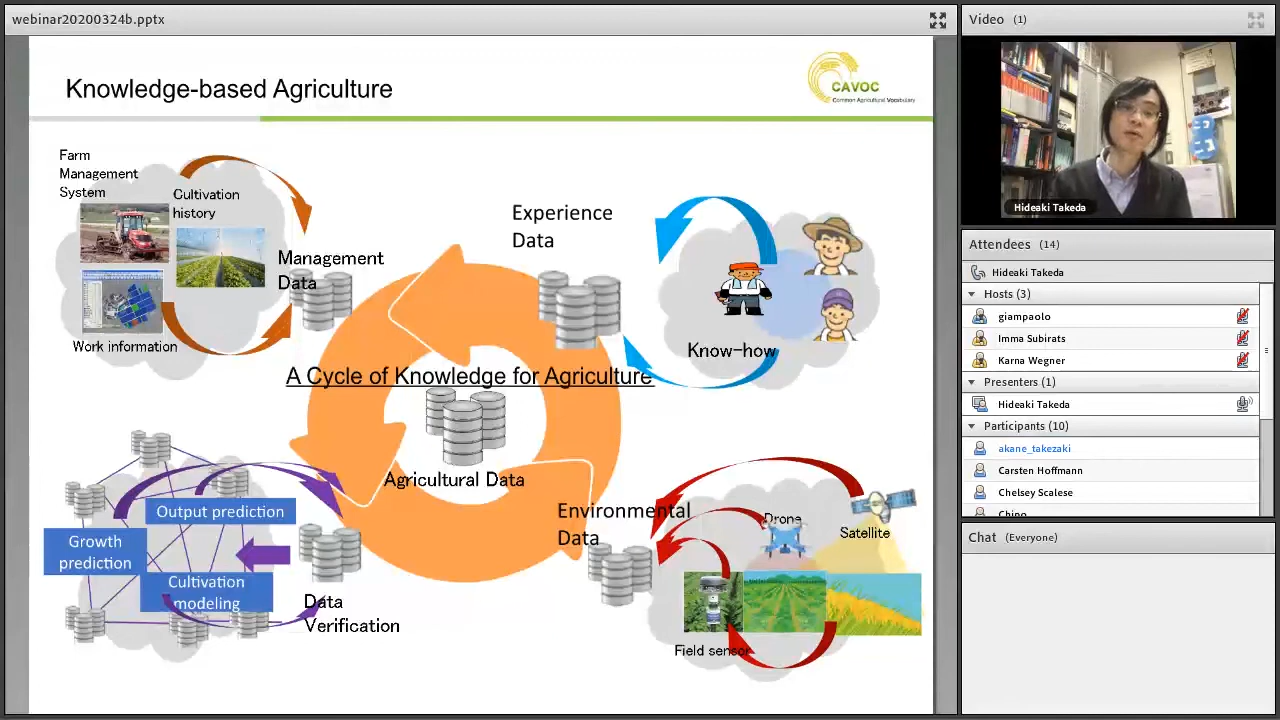 webinar20200324b.pptx
Knowledge-based Agriculture
CAVOC
Common Agricultural Vocabulary
Farm
Management
System
Cultivation
history
Work information
Management
Data
Experience
Data
Know-how
A Cycle of Knowledge for Agriculture
Agricultural Data
Output prediction
Growth
prediction
Cultivation
modeling
Data
Verification
Environmental
Data
Drone
Satellite
Field sensor
Video (1)
Hideaki Takeda
Attendees (14)
Hideaki Takeda
Hosts (3)
giampaolo
Imma Subirats
Karna Wegner
Presenters (1)
Hideaki Takeda
Participants (10)
akane_takezaki
Carsten Hoffmann
Chelsey Scalese
Chat (Everyone)